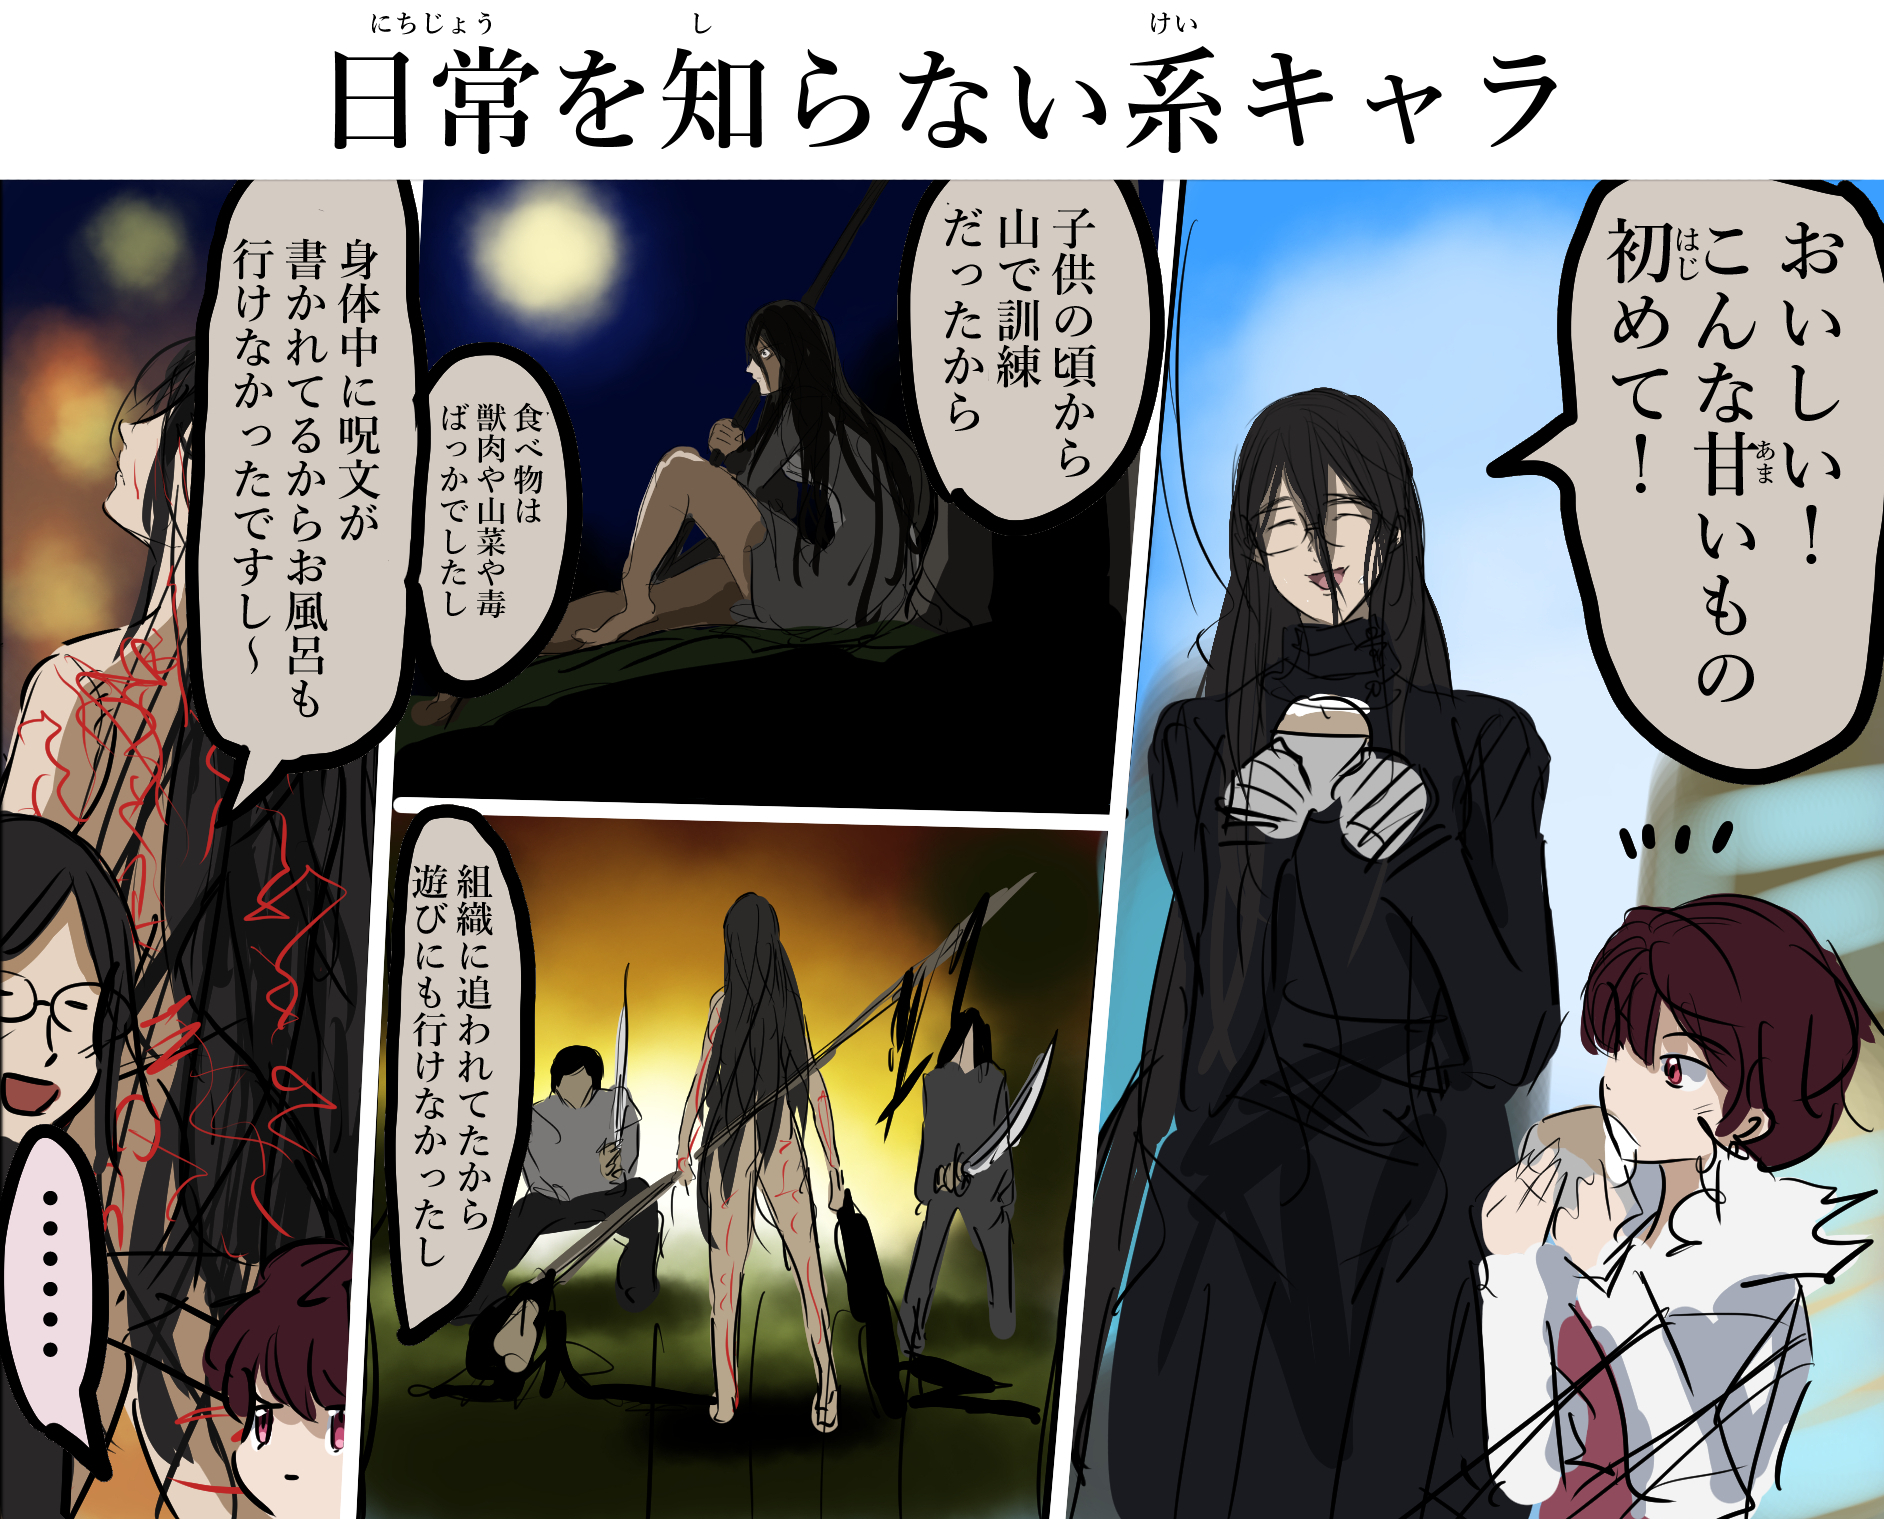 日常を知らない系キャラ
にちじょう
し
けい
おいしい！
こんな甘いもの
あま
初めて！
はじ
子供の頃から
山で訓練
だったから
食べ物は
獣肉や山菜や毒
ばっかでしたし
組織に追われてたから
遊びにも行けなかったし
身体中に呪文が
書かれてるからお風呂も
行けなかったですし～
・・・・・・